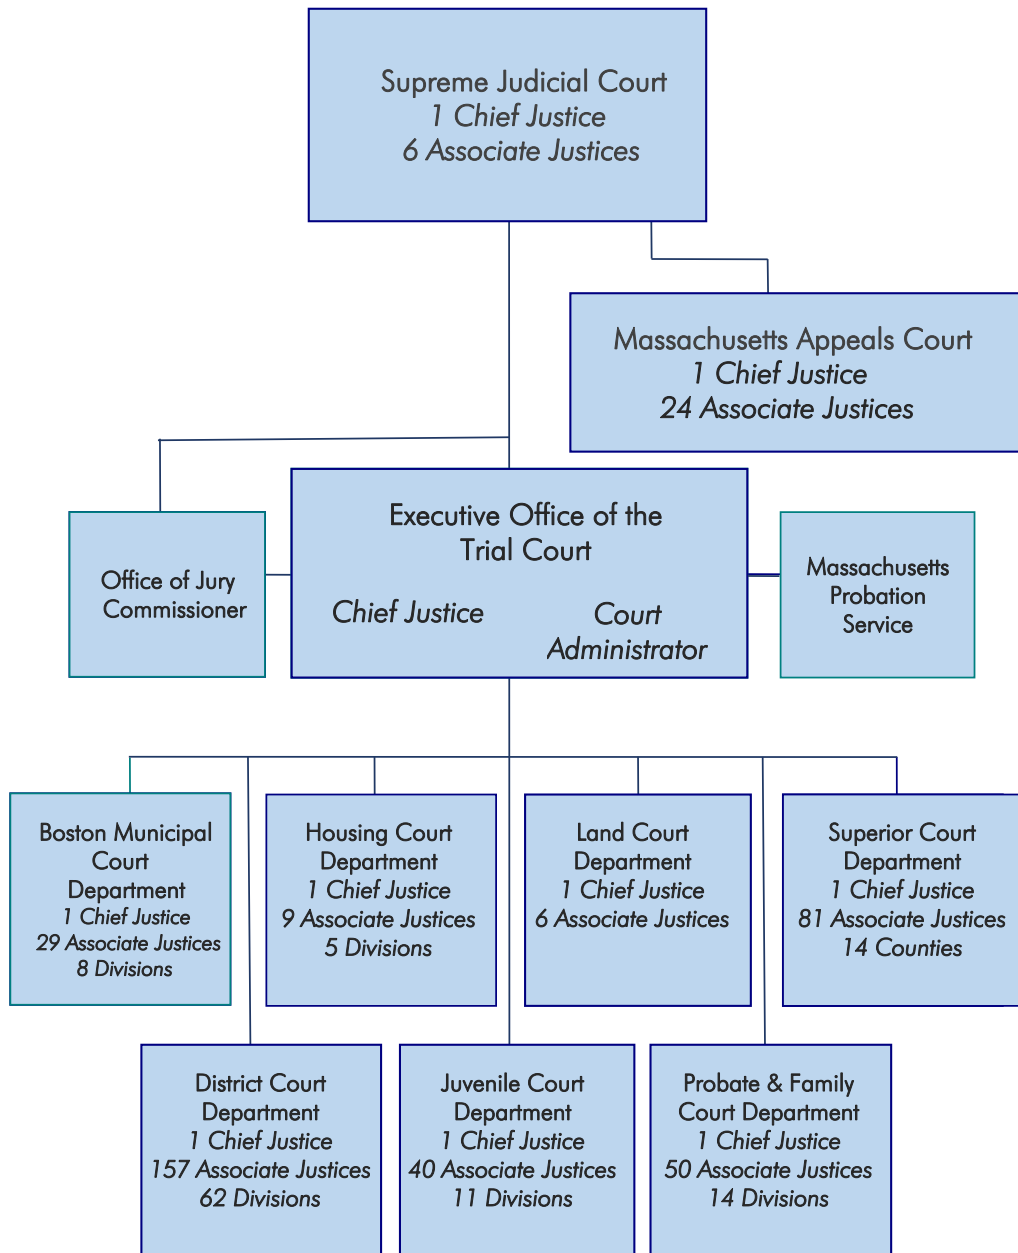 Supreme Judicial Court
1 Chief Justice
6 Associate Justices
Massachusetts Appeals Court
1 Chief Justice
24 Associate Justices
Office of Jury
Commissioner
Executive Office of the
Trial Court
Chief Justice
Court
Administrator
Massachusetts
Probation
Service
Boston Municipal
Court
Department
1 Chief Justice
29 Associate Justices
8 Divisions
Housing Court
Department
1 Chief Justice
9 Associate Justices
5 Divisions
Land Court
Department
1 Chief Justice
6 Associate Justices
Superior Court
Department
1 Chief Justice
81 Associate Justices
14 Counties
District Court
Department
1 Chief Justice
157 Associate Justices
62 Divisions
Juvenile Court
Department
1 Chief Justice
40 Associate Justices
11 Divisions
Probate & Family
Court Department
1 Chief Justice
50 Associate Justices
14 Divisions